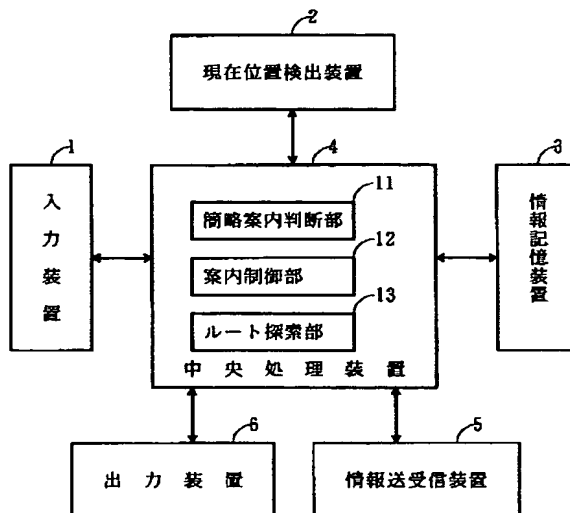 2
現在位置検出装置
1
入力装置
4
3
情報記憶装置
11
簡略案内判断部
12
案内制御部
13
ルート探索部
中央処理装置
6
出力装置
5
情報送受信装置